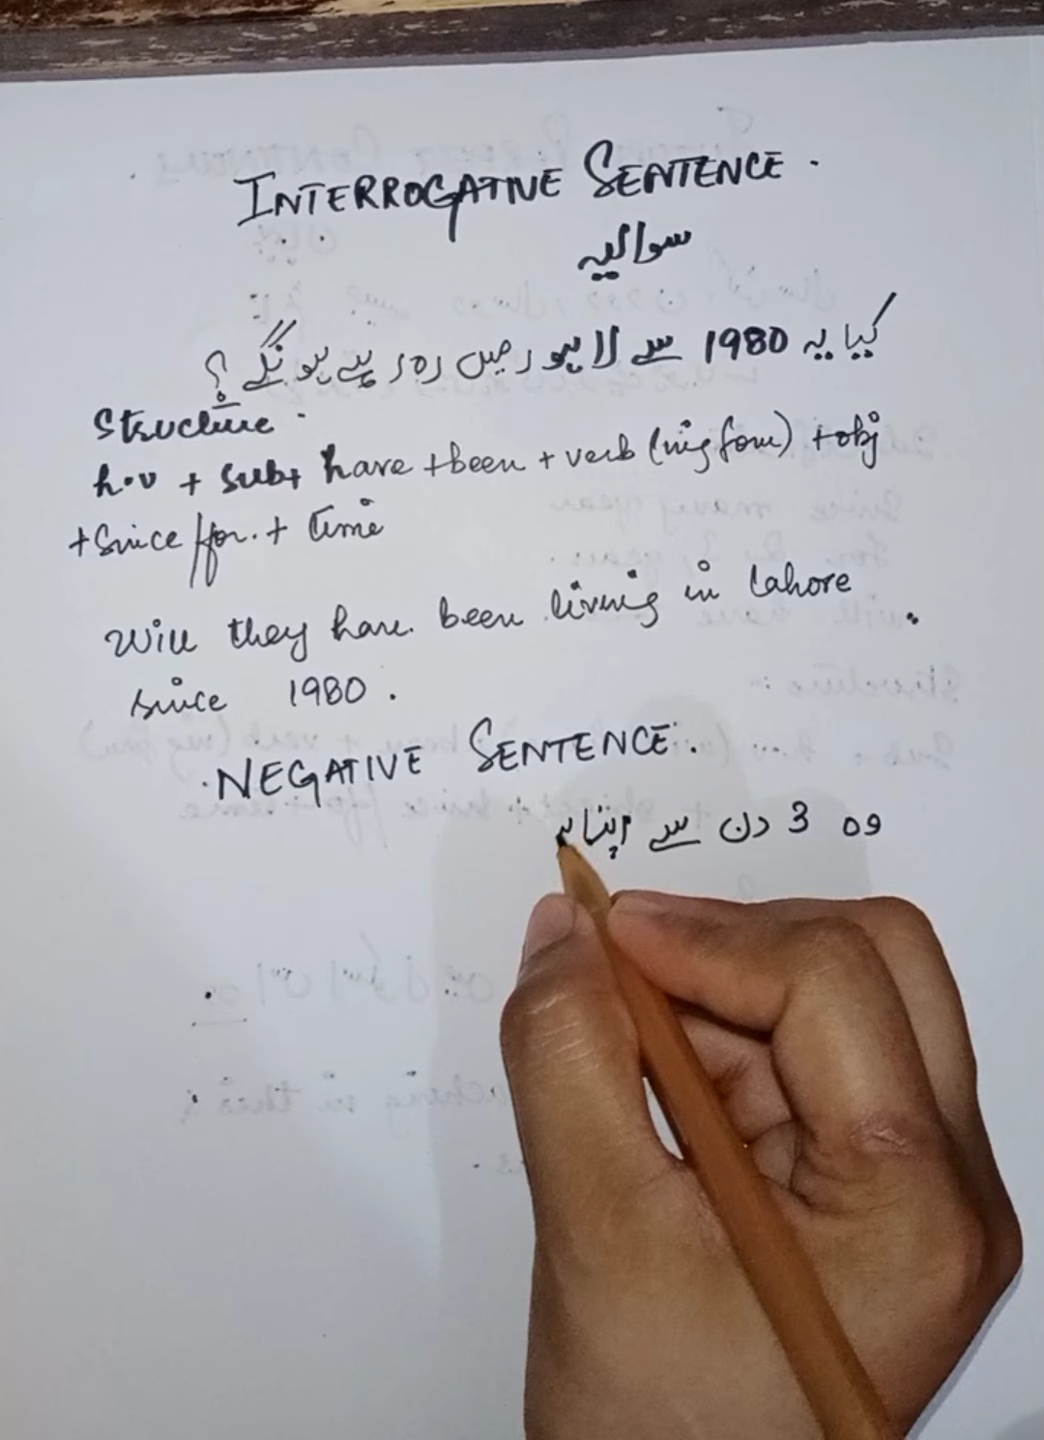 INTERROGATIVE SENTENCE.
سوالیہ
کیا یہ 1980 سے لاہور میں رہ رہے ہونگے؟
Structure
h.v + sub+ have +been + verb (ing form) +obj
+ Since/for. + time
Will they have been living in Lahore
since 1980.
NEGATIVE SENTENCE.
وہ 3 دن سے اپنا